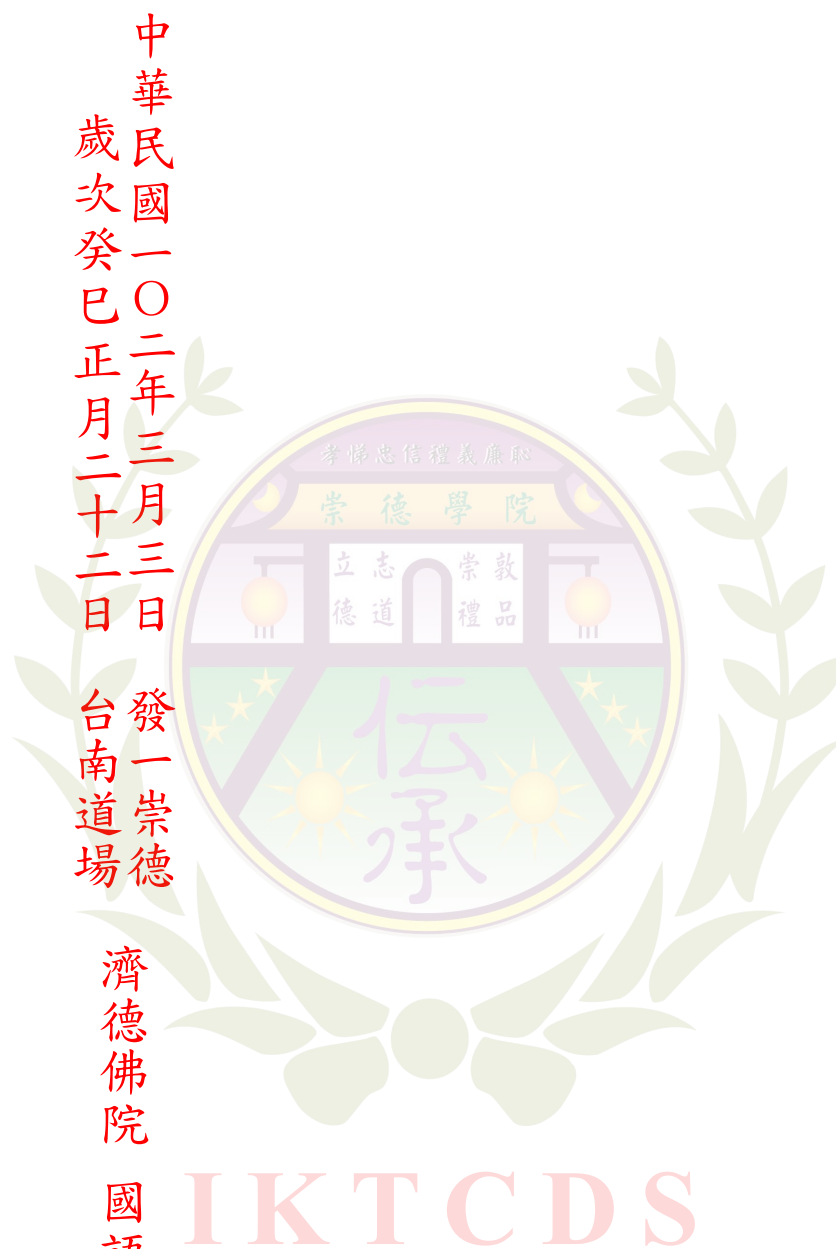 中華民國一〇二年三月三日　發一崇德
歲次癸巳正月二十二日　台南道場
濟德佛院　國語
孝悌忠信禮義廉恥
崇德學院
立志　崇敦
德道　禮品
伝承
IKTCDS